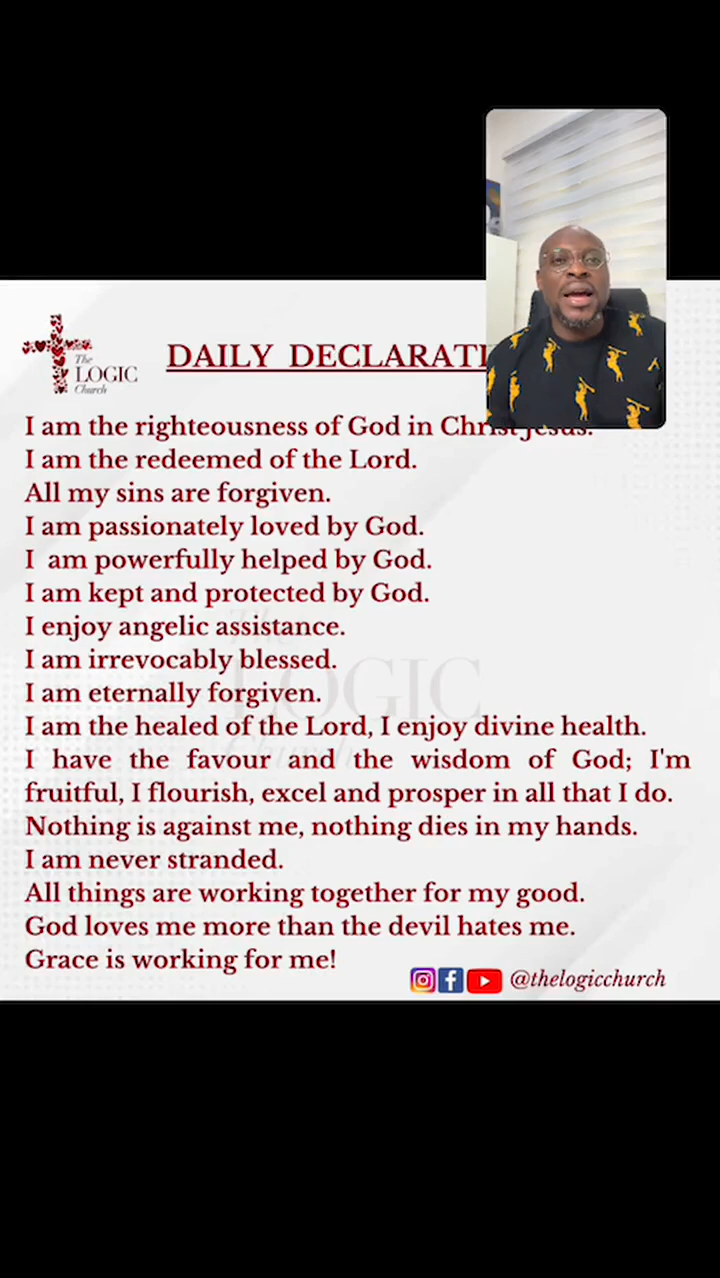 The
LOGIC
Church
DAILY DECLARATI
I am the righteousness of God in Christ Jesus.
I am the redeemed of the Lord.
All my sins are forgiven.
I am passionately loved by God.
I am powerfully helped by God.
I am kept and protected by God.
I enjoy angelic assistance.
I am irrevocably blessed.
I am eternally forgiven.
I am the healed of the Lord, I enjoy divine health.
I have the favour and the wisdom of God; I'm
fruitful, I flourish, excel and prosper in all that I do.
Nothing is against me, nothing dies in my hands.
I am never stranded.
All things are working together for my good.
God loves me more than the devil hates me.
Grace is working for me!
@thelogicchurch
The
LOGIC
Church